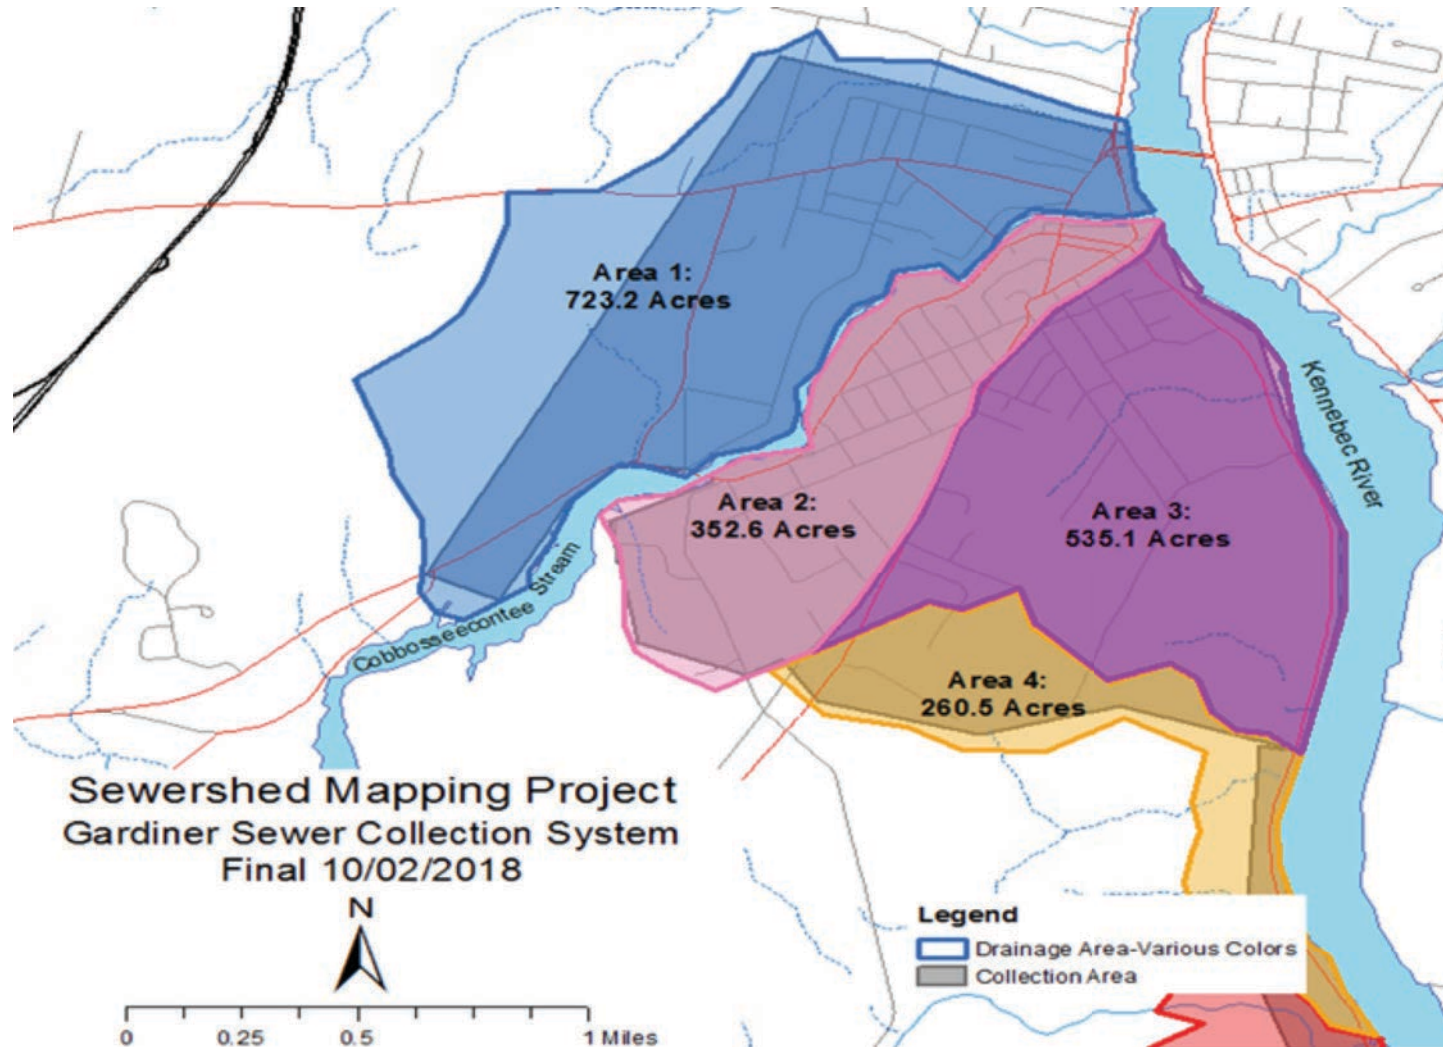 Area 1:
723.2 Acres
Area 2:
352.6 Acres
Area 3:
535.1 Acres
Kennebec River
Cobbosseecontee Stream
Area 4:
260.5 Acres
Sewershed Mapping Project
Gardiner Sewer Collection System
Final 10/02/2018
N
0 0.25 0.5 1 Miles
Legend
Drainage Area-Various Colors
Collection Area